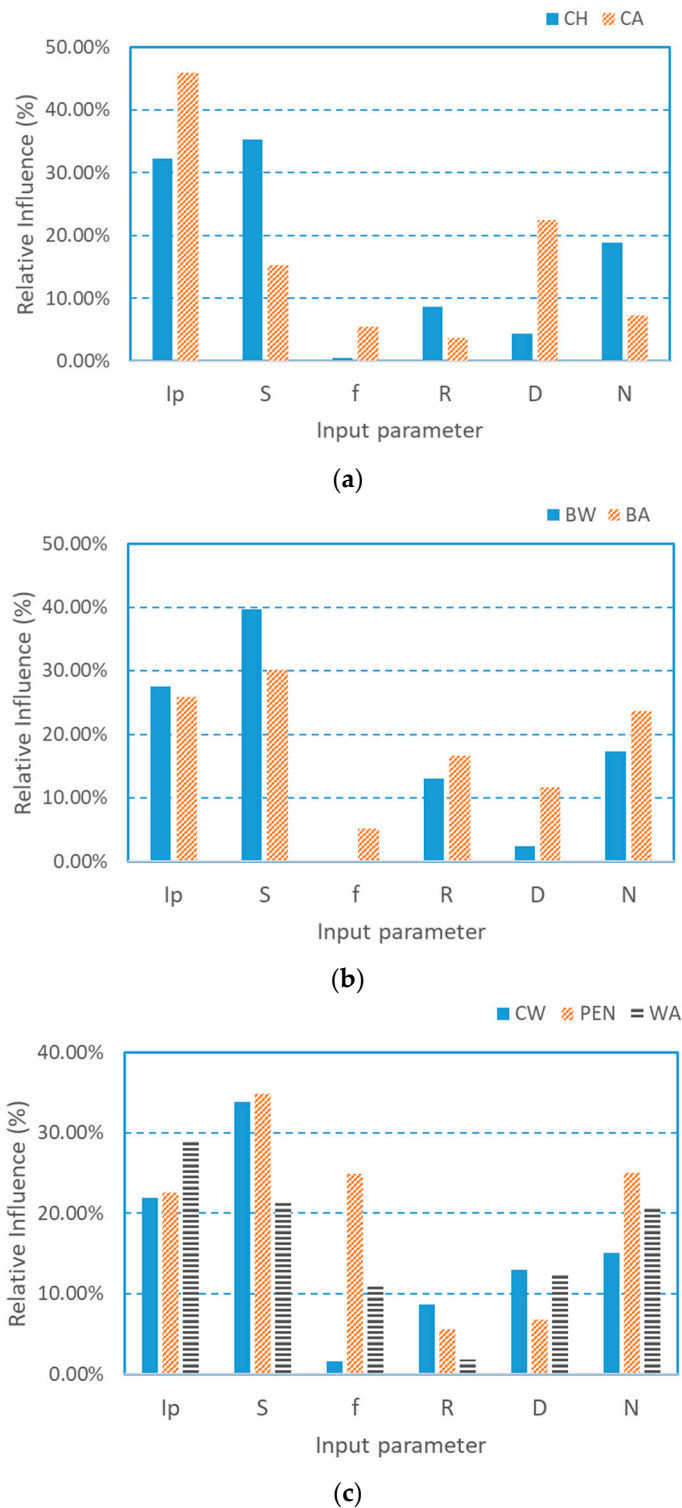 CH CA
50.00%
40.00%
30.00%
20.00%
10.00%
0.00%
Relative Influence (%)
Ip S f R D N
Input parameter
(a)
BW BA
50.00%
40.00%
30.00%
20.00%
10.00%
0.00%
Relative Influence (%)
Ip S f R D N
Input parameter
(b)
CW PEN WA
40.00%
30.00%
20.00%
10.00%
0.00%
Relative Influence (%)
Ip S f R D N
Input parameter
(c)